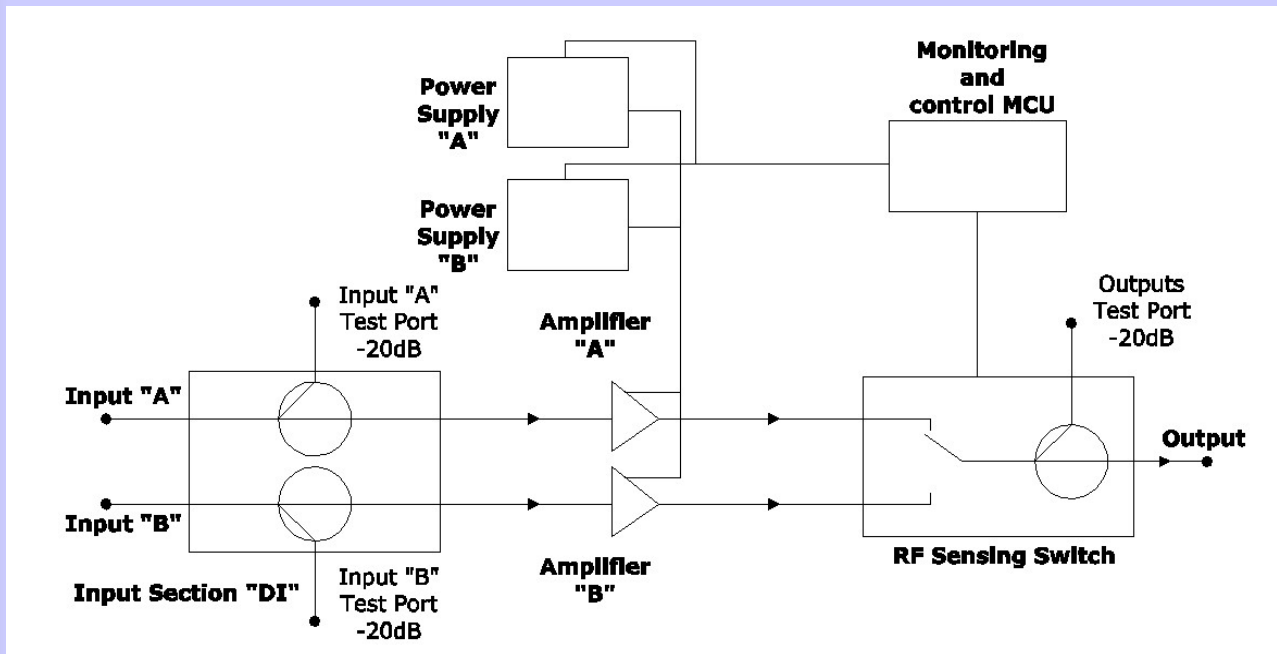 Power
Supply
"A"
Monitoring
and
control MCU
Power
Supply
"B"
Input "A"
Test Port
-20dB
Amplifier
"A"
Outputs
Test Port
-20dB
Input "A"
Output
Input "B"
RF Sensing Switch
Input Section "DI"
Input "B"
Test Port
-20dB
Amplifier
"B"